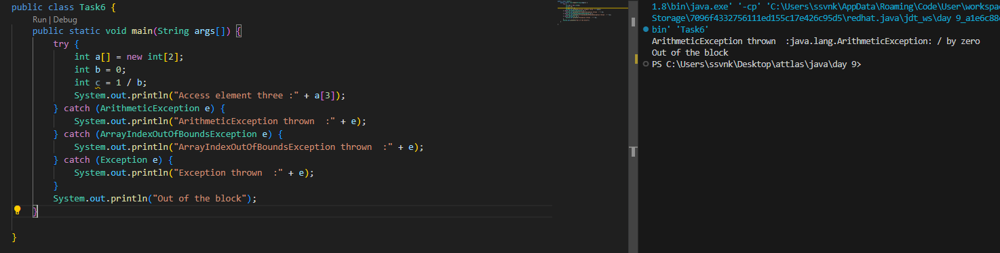 public class Task6 {
Run | Debug
public static void main(String args[]) {
try {
int a[] = new int[2];
int b = 0;
int c = 1 / b;
System.out.println("Access element three :" + a[3]);
} catch (ArithmeticException e) {
System.out.println("ArithmeticException thrown  :" + e);
} catch (ArrayIndexOutOfBoundsException e) {
System.out.println("ArrayIndexOutOfBoundsException thrown  :" + e);
} catch (Exception e) {
System.out.println("Exception thrown  :" + e);
}
System.out.println("Out of the block");
}
}
1.8\bin\java.exe' '-cp' 'C:\Users\ssvnk\AppData\Roaming\Code\User\workspac
Storage\7096f4332756111ed155c17e426c95d5\redhat.java\jdt_ws\day 9_a1e6c88
bin' 'Task6'
ArithmeticException thrown  :java.lang.ArithmeticException: / by zero
Out of the block
PS C:\Users\ssvnk\Desktop\attlas\java\day 9>